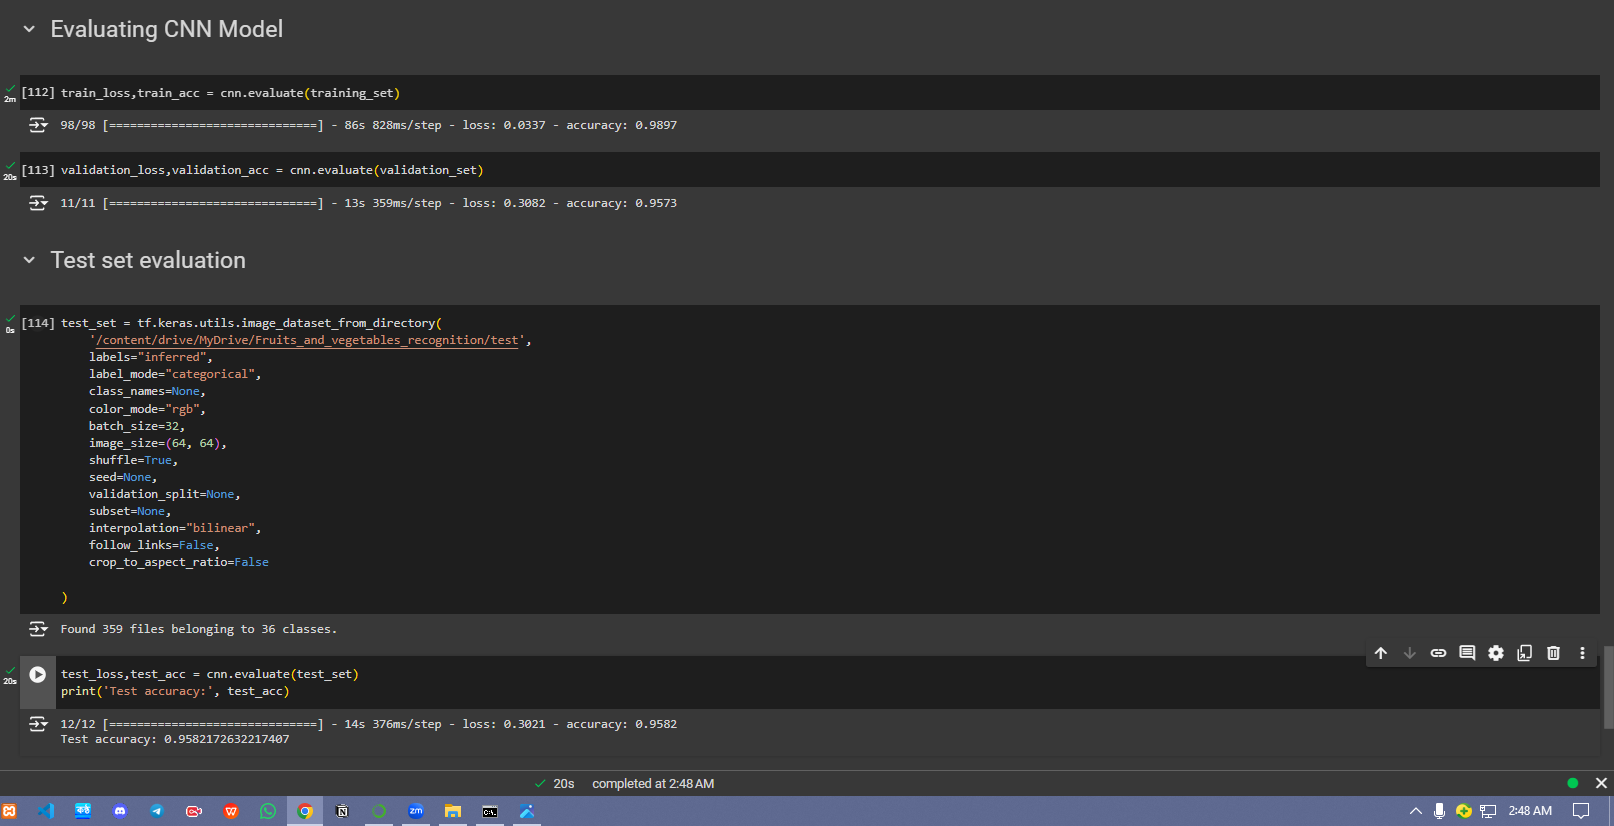 Evaluating CNN Model
2m
[112] train_loss,train_acc = cnn.evaluate(training_set)
98/98 [==============================] - 86s 828ms/step - loss: 0.0337 - accuracy: 0.9897
20s
[113] validation_loss,validation_acc = cnn.evaluate(validation_set)
11/11 [==============================] - 13s 359ms/step - loss: 0.3082 - accuracy: 0.9573
Test set evaluation
0s
[114] test_set = tf.keras.utils.image_dataset_from_directory(
'/content/drive/MyDrive/Fruits_and_vegetables_recognition/test',
labels="inferred",
label_mode="categorical",
class_names=None,
color_mode="rgb",
batch_size=32,
image_size=(64, 64),
shuffle=True,
seed=None,
validation_split=None,
subset=None,
interpolation="bilinear",
follow_links=False,
crop_to_aspect_ratio=False
)
Found 359 files belonging to 36 classes.
20s
test_loss,test_acc = cnn.evaluate(test_set)
print('Test accuracy:', test_acc)
12/12 [==============================] - 14s 376ms/step - loss: 0.3021 - accuracy: 0.9582
Test accuracy: 0.9582172632217407
20s completed at 2:48 AM
zm
2:48 AM